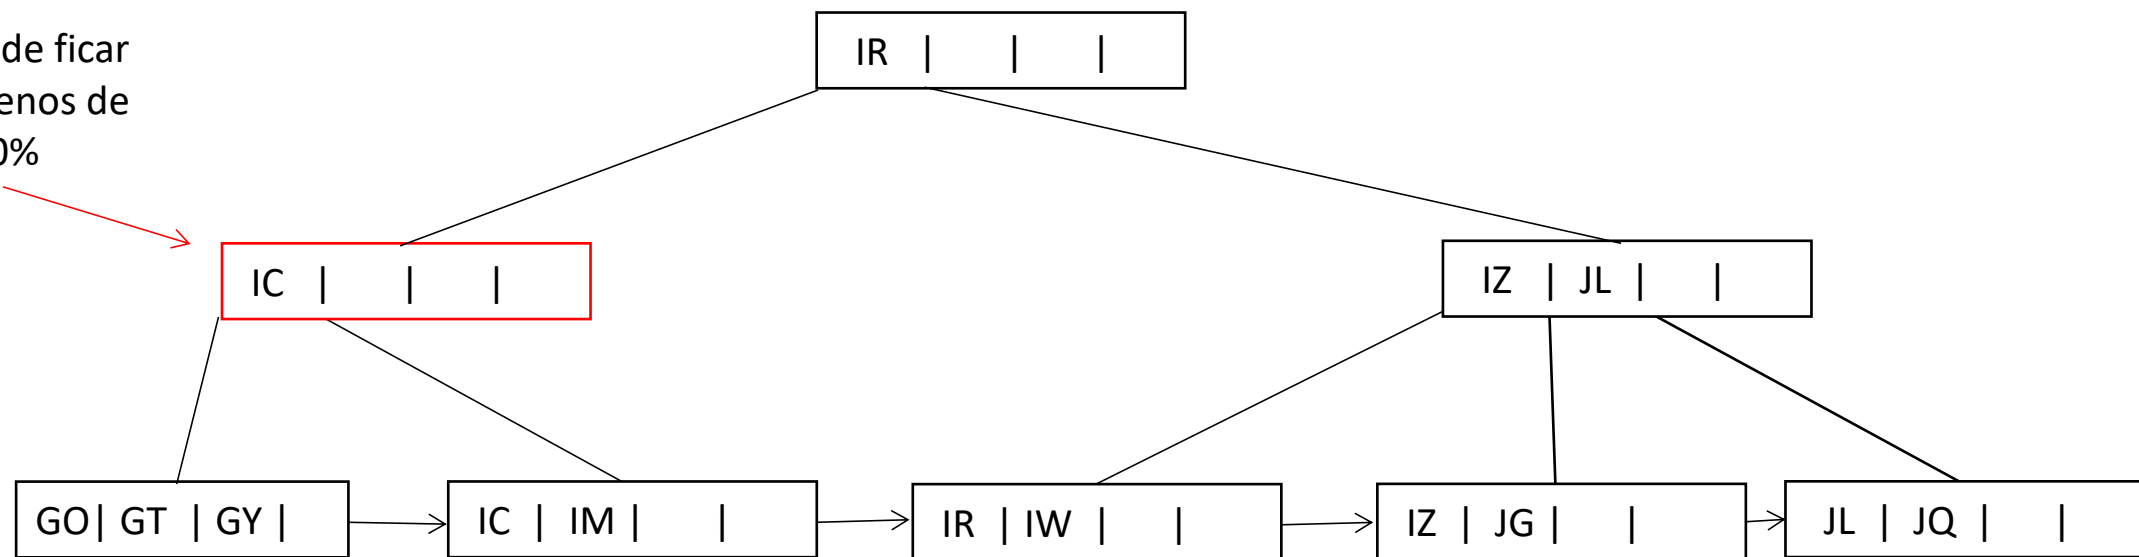 de ficar
enos de
0%
IR | | |
IC | | |
IZ | JL | |
GO| GT | GY |
IC | IM | |
IR | IW | |
IZ | JG | |
JL | JQ | |